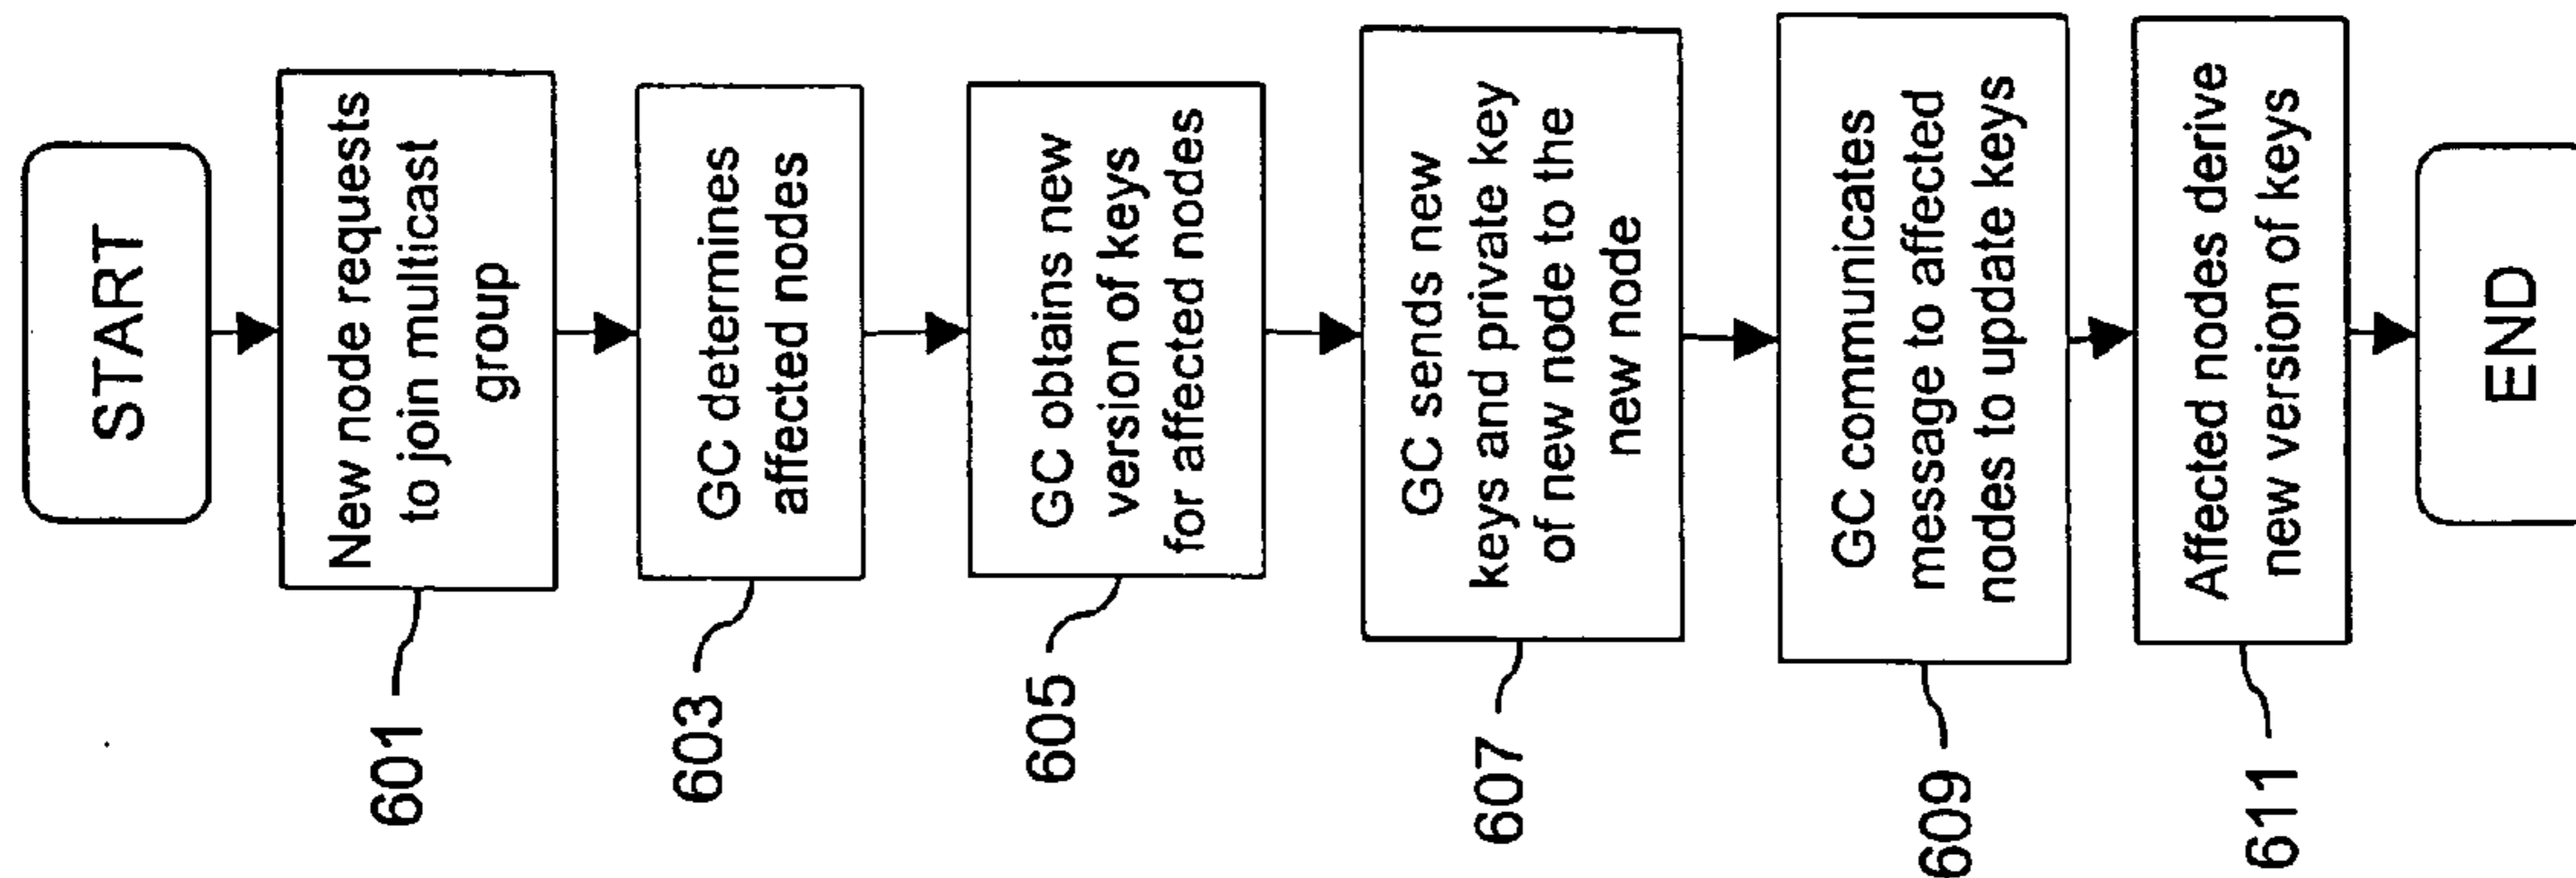 START
601
New node requests
to join multicast
group
603
GC determines
affected nodes
605
GC obtains new
version of keys
for affected nodes
607
GC sends new
keys and private key
of new node to the
new node
609
GC communicates
message to affected
nodes to update keys
611
Affected nodes derive
new version of keys
END